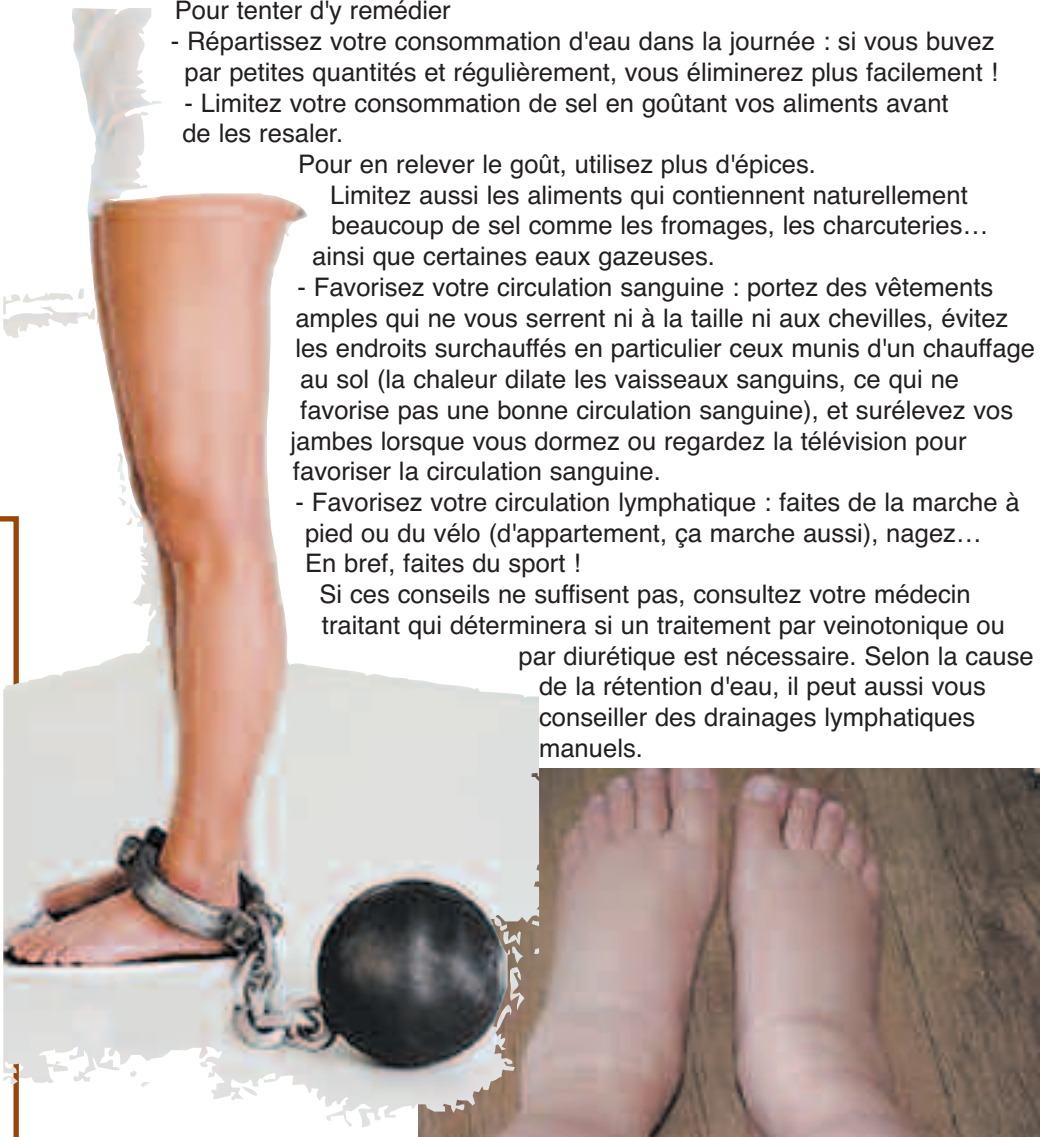 Pour tenter d'y remédier
- Répartissez votre consommation d'eau dans la journée : si vous buvez
par petites quantités et régulièrement, vous éliminerez plus facilement !
- Limitez votre consommation de sel en goûtant vos aliments avant
de les resaler.
Pour en relever le goût, utilisez plus d'épices.
Limitez aussi les aliments qui contiennent naturellement
beaucoup de sel comme les fromages, les charcuteries…
ainsi que certaines eaux gazeuses.
- Favorisez votre circulation sanguine : portez des vêtements
amples qui ne vous serrent ni à la taille ni aux chevilles, évitez
les endroits surchauffés en particulier ceux munis d'un chauffage
au sol (la chaleur dilate les vaisseaux sanguins, ce qui ne
favorise pas une bonne circulation sanguine), et surélevez vos
jambes lorsque vous dormez ou regardez la télévision pour
favoriser la circulation sanguine.
- Favorisez votre circulation lymphatique : faites de la marche à
pied ou du vélo (d'appartement, ça marche aussi), nagez…
En bref, faites du sport !
Si ces conseils ne suffisent pas, consultez votre médecin
traitant qui déterminera si un traitement par veinotonique ou
par diurétique est nécessaire. Selon la cause
de la rétention d'eau, il peut aussi vous
conseiller des drainages lymphatiques
manuels.